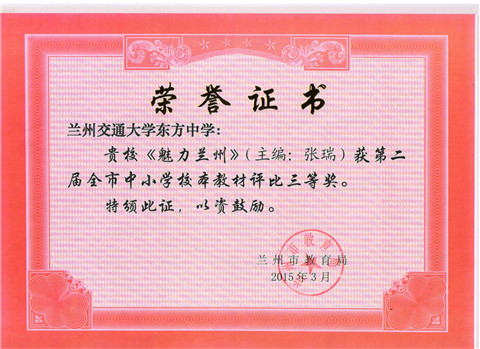 荣誉证书
兰州交通大学东方中学：
贵校《魅力兰州》（主编：张瑞）获第二
届全市中小学校本教材评比三等奖。
特颁此证，以资鼓励。
兰州市教育局
2015年3月